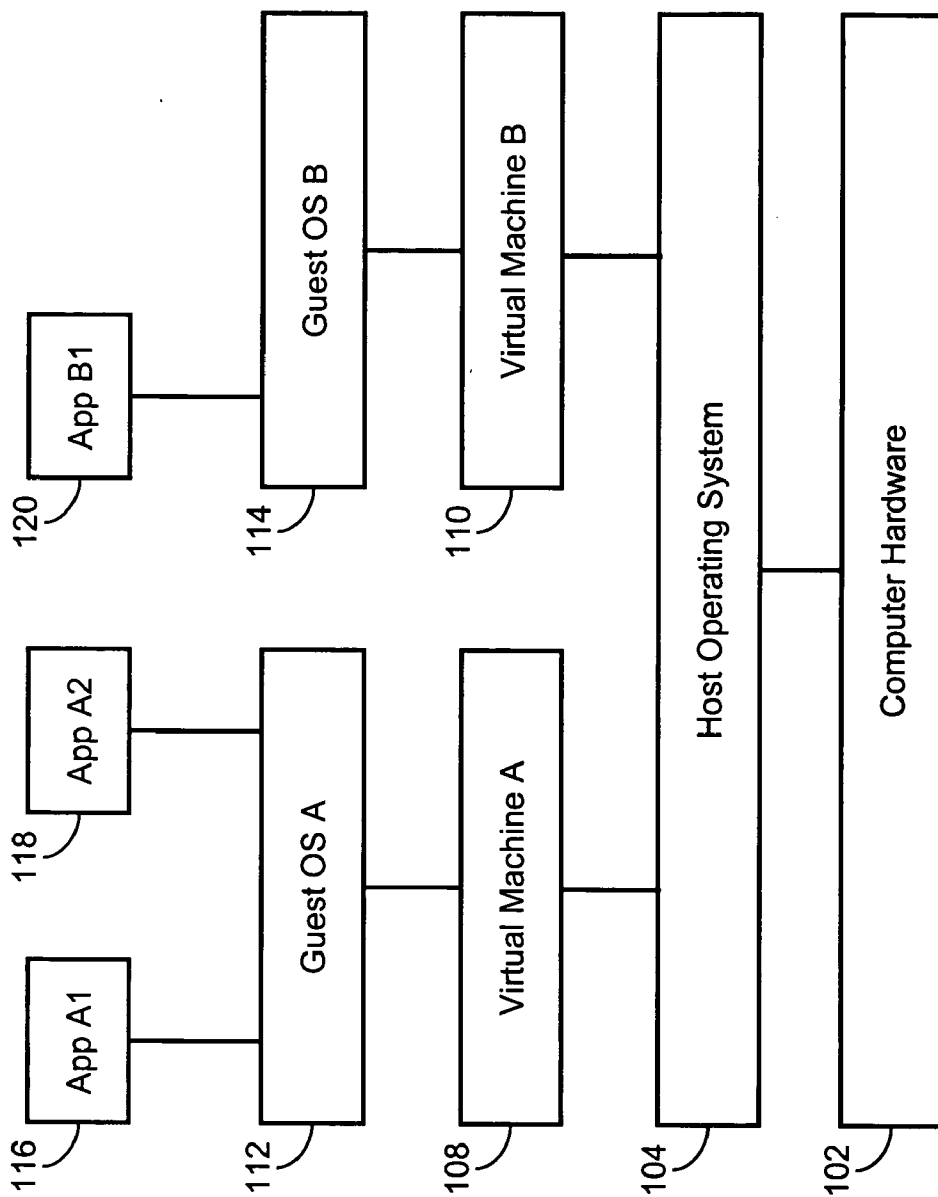 116
App A1
118
App A2
120
App B1
112
Guest OS A
114
Guest OS B
108
Virtual Machine A
110
Virtual Machine B
104
Host Operating System
102
Computer Hardware